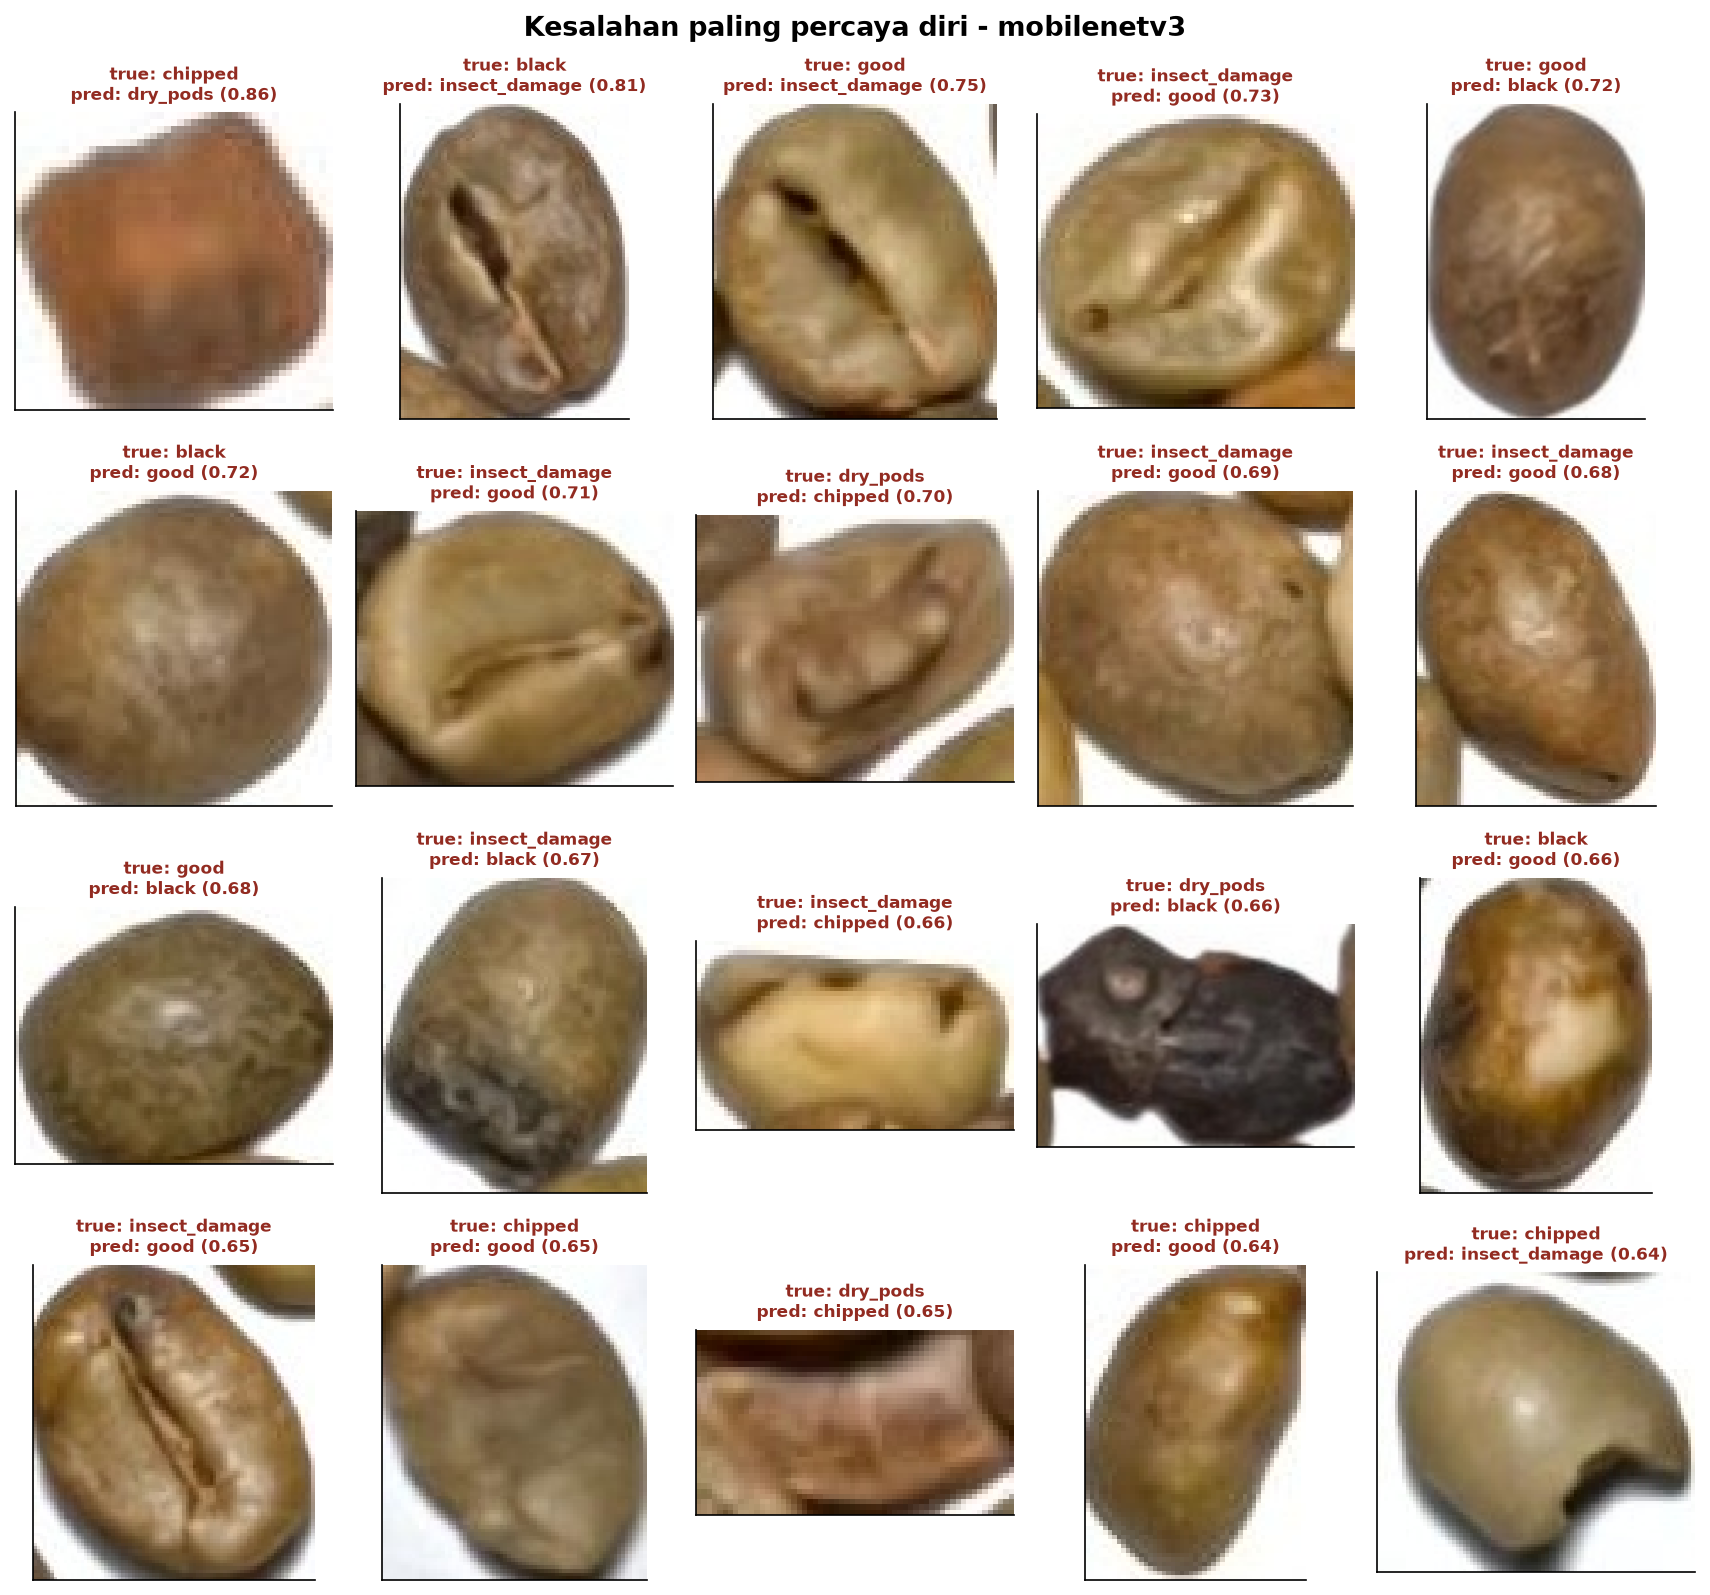 Kesalahan paling percaya diri - mobilenetv3
true: chipped
pred: dry_pods (0.86)
true: black
pred: insect_damage (0.81)
true: good
pred: insect_damage (0.75)
true: insect_damage
pred: good (0.73)
true: good
pred: black (0.72)
true: black
pred: good (0.72)
true: insect_damage
pred: good (0.71)
true: dry_pods
pred: chipped (0.70)
true: insect_damage
pred: good (0.69)
true: insect_damage
pred: good (0.68)
true: good
pred: black (0.68)
true: insect_damage
pred: black (0.67)
true: insect_damage
pred: chipped (0.66)
true: dry_pods
pred: black (0.66)
true: black
pred: good (0.66)
true: insect_damage
pred: good (0.65)
true: chipped
pred: good (0.65)
true: dry_pods
pred: chipped (0.65)
true: chipped
pred: good (0.64)
true: chipped
pred: insect_damage (0.64)